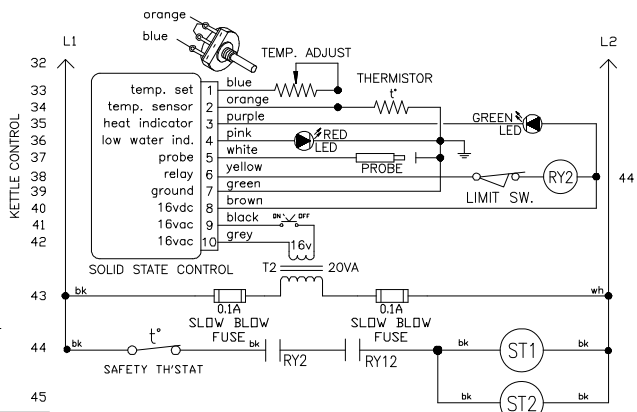 orange
blue
L1
L2
TEMP. ADJUST
32
33 temp. set 1 blue
THERMISTOR
t°
34 temp. sensor 2 orange
35 heat indicator 3 purple
GREEN LED
36 low water ind. 4 pink
RED LED
37 probe 5 white
PROBE
38 relay 6 yellow
LIMIT SW.
RY2
44
39 ground 7 green
40 16vdc 8 brown
41 16vac 9 black
ON OFF
42 16vac 10 grey
16v
KETTLE CONTROL
SOLID STATE CONTROL
T2 20VA
43 bk wh
0.1A
SLOW BLOW
FUSE
0.1A
SLOW BLOW
FUSE
44 bk t° bk RY2 RY12 bk ST1 bk
SAFETY TH'STAT
45 bk ST2 bk